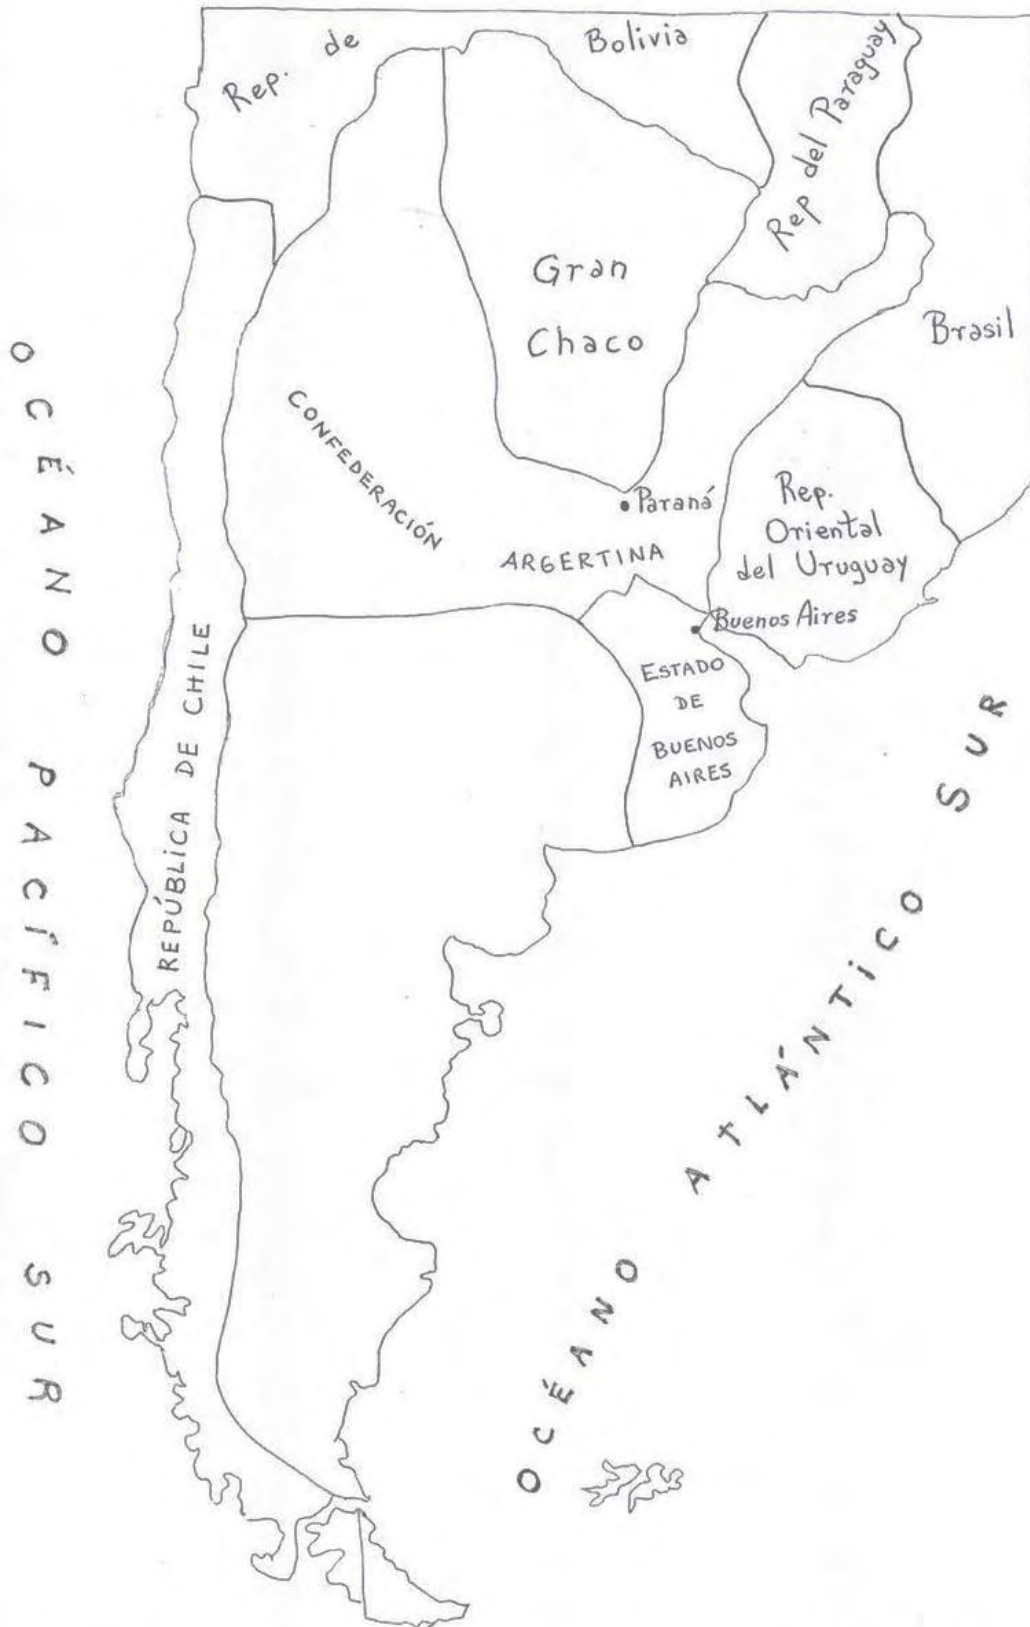 Rep. de Bolivia
Rep del Paraguay
Gran
Chaco
Brasil
CONFEDERACIÓN
ARGERTINA
Paraná
Rep.
Oriental
del Uruguay
Buenos Aires
ESTADO
DE
BUENOS
AIRES
REPÚBLiCA DE CHILE
OCÉANO PACÍFICO SUR
OCÉANO ATLÁNTiCO SUR